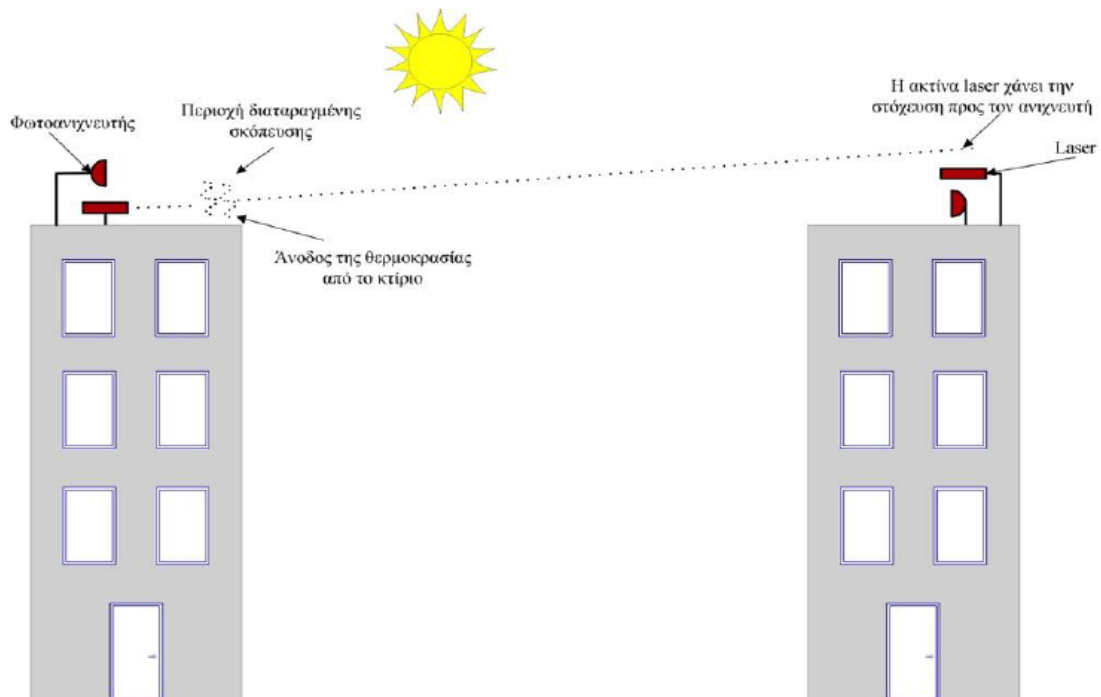 Φωτοανιχνευτής
Περιοχή διαταραγμένης
σκόπευσης
Η ακτίνα laser χάνει την
στόχευση προς τον ανιχνευτή
Laser
Άνοδος της θερμοκρασίας
από το κτίριο